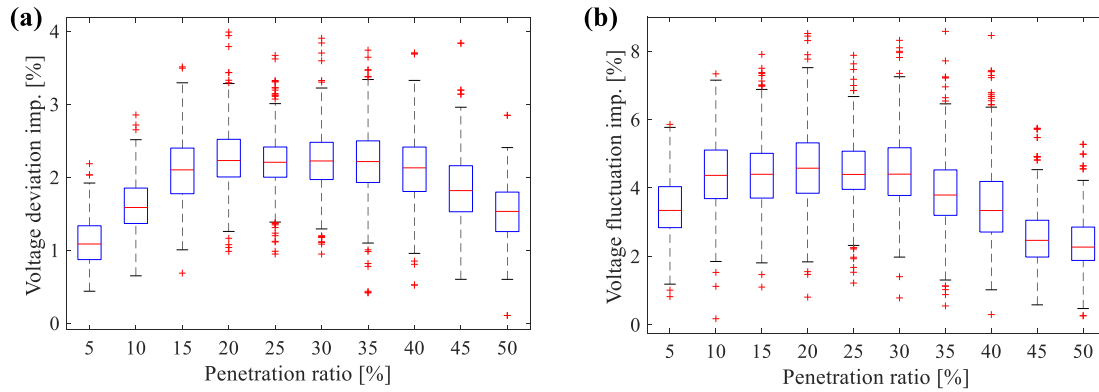 (a)
Voltage deviation imp. [%]
4
3
2
1
0
5 10 15 20 25 30 35 40 45 50
Penetration ratio [%]
(b)
Voltage fluctuation imp. [%]
8
6
4
2
0
5 10 15 20 25 30 35 40 45 50
Penetration ratio [%]